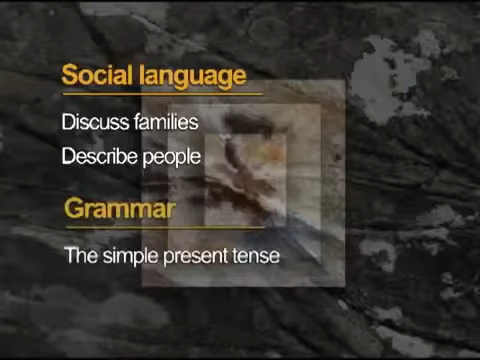 Social language
Discuss families
Describe people
Grammar
The simple present tense